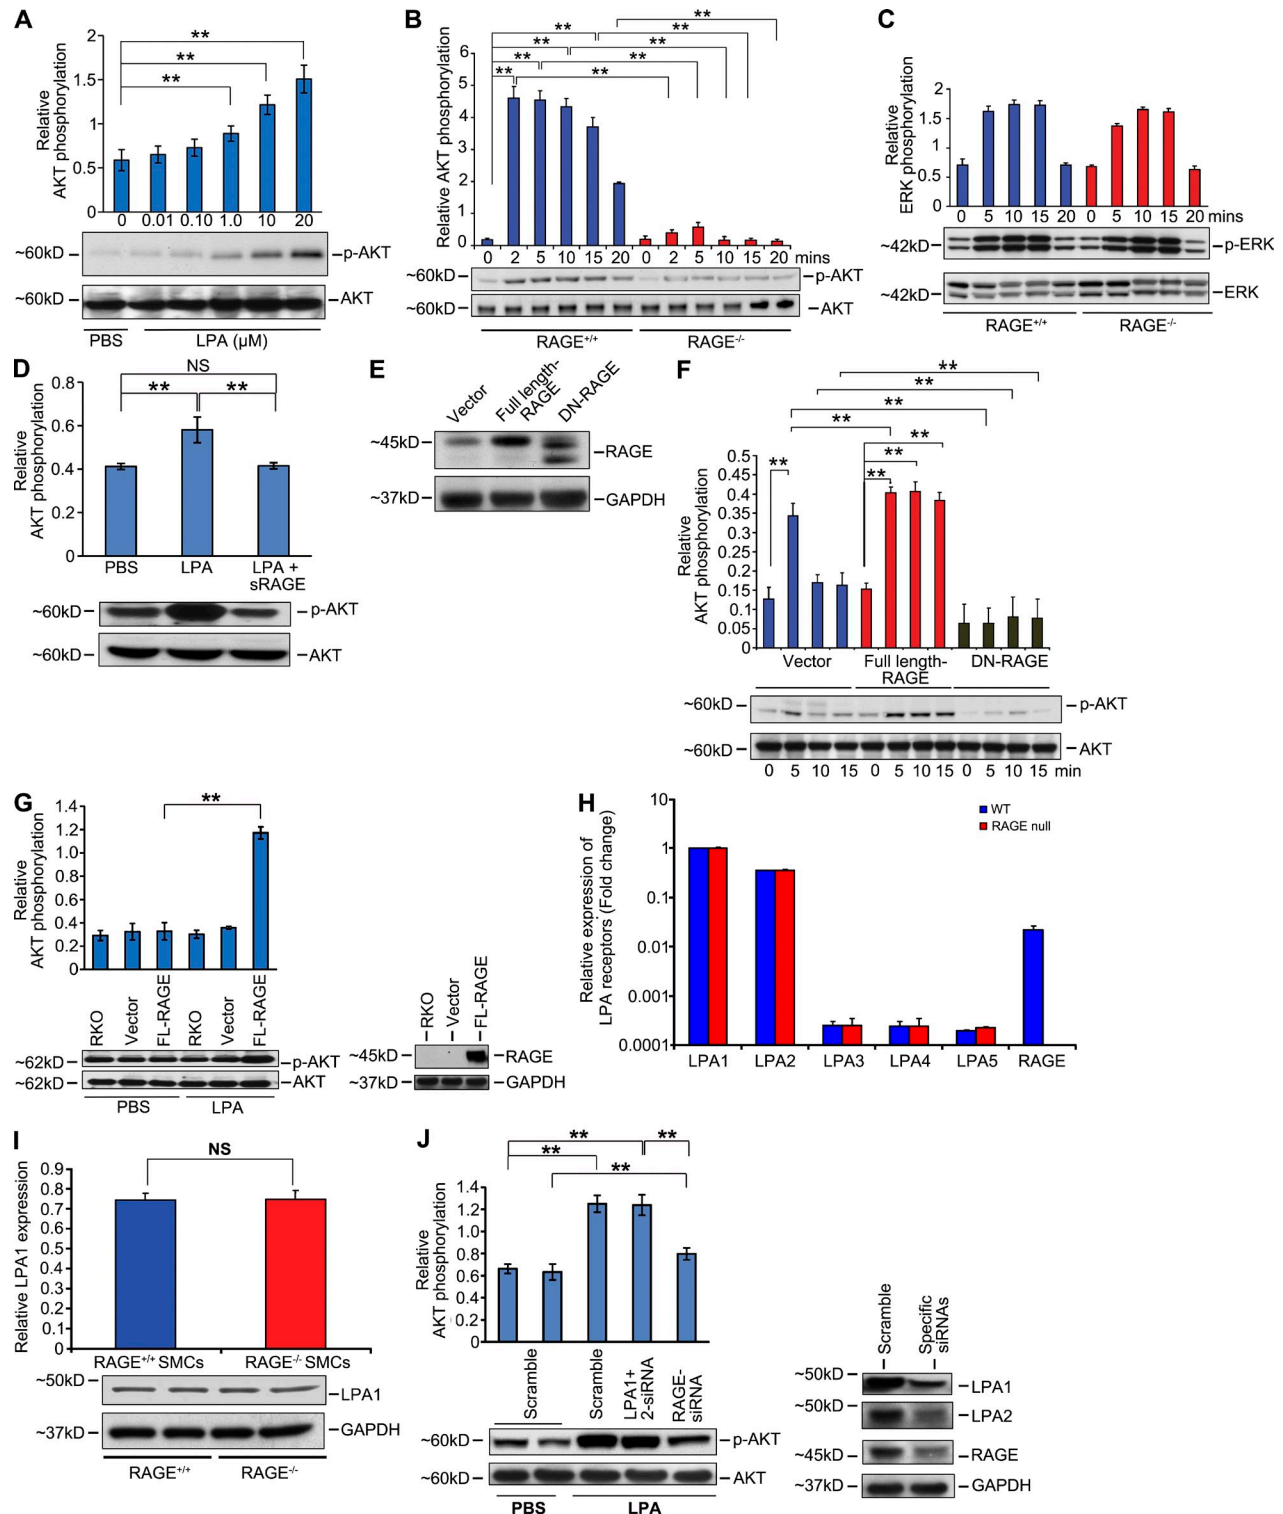 A
Relative
AKT phosphorylation
2
1.5
1
0.5
0
** ** **
0 0.01 0.10 1.0 10 20
~60kD p-AKT
~60kD AKT
PBS LPA (µM)
B
Relative AKT phosphorylation
6
5
4
3
2
1
0
** ** ** ** ** ** ** **
0 2 5 10 15 20 0 2 5 10 15 20 mins
~60kD p-AKT
~60kD AKT
RAGE+/+ RAGE-/-
C
Relative
ERK phosphorylation
2
1.5
1
0.5
0
0 5 10 15 20 0 5 10 15 20 mins
~42kD p-ERK
~42kD ERK
RAGE+/+ RAGE-/-
D
Relative
AKT phosphorylation
NS
** **
0.8
0.6
0.4
0.2
0
PBS LPA LPA +
sRAGE
~60kD p-AKT
~60kD AKT
E
Vector
Full length-
RAGE
DN-RAGE
~45kD RAGE
~37kD GAPDH
F
Relative
AKT phosphorylation
** ** ** ** ** ** ** **
0.5
0.45
0.4
0.35
0.3
0.25
0.2
0.15
0.1
0.05
0
Vector Full length-
RAGE DN-RAGE
~60kD p-AKT
~60kD AKT
0 5 10 15 0 5 10 15 0 5 10 15 min
G
Relative
AKT phosphorylation
**
1.4
1.2
1.0
0.8
0.6
0.4
0.2
0
RKO Vector FL-RAGE RKO Vector FL-RAGE
~62kD p-AKT
~62kD AKT
PBS LPA
RKO Vector FL-RAGE
~45kD RAGE
~37kD GAPDH
H
Relative expression of
LPA receptors (Fold change)
WT
RAGE null
10
1
0.1
0.01
0.001
0.0001
LPA1 LPA2 LPA3 LPA4 LPA5 RAGE
I
Relative LPA1 expression
NS
0.9
0.8
0.7
0.6
0.5
0.4
0.3
0.2
0.1
0
RAGE+/+ SMCs RAGE-/- SMCs
~50kD LPA1
~37kD GAPDH
RAGE+/+ RAGE-/-
J
Relative
AKT phosphorylation
** ** ** **
1.4
1.2
1.0
0.8
0.6
0.4
0.2
0
Scramble
Scramble
LPA1+
2-siRNA
RAGE-
siRNA
~60kD p-AKT
~60kD AKT
PBS LPA
Scramble
Specific
siRNAs
~50kD LPA1
~50kD LPA2
~45kD RAGE
~37kD GAPDH